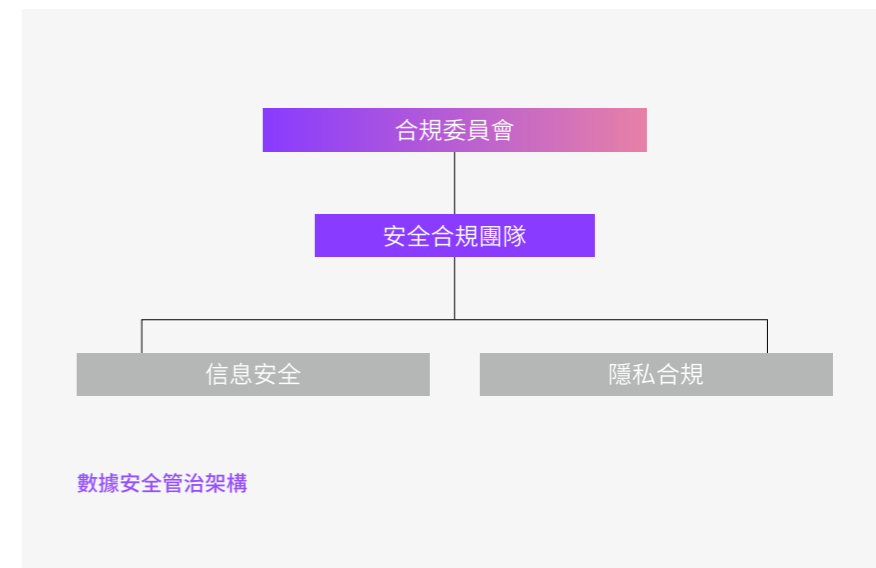 合規委員會
安全合規團隊
信息安全
隱私合規
數據安全管治架構